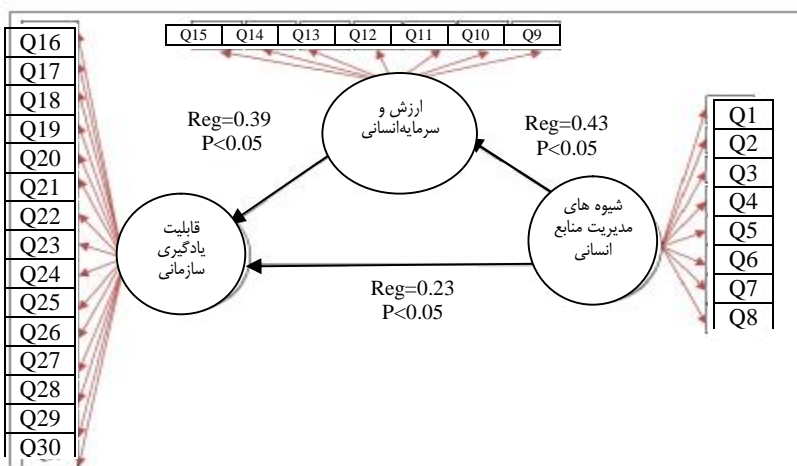 Q15 Q14 Q13 Q12 Q11 Q10 Q9
Q16
Q17
Q18
Q19
Q20
Q21
Q22
Q23
Q24
Q25
Q26
Q27
Q28
Q29
Q30
ارزش و
سرمایه‌انسانی
Reg=0.39
P<0.05
Reg=0.43
P<0.05
قابلیت
یادگیری
سازمانی
شیوه های
مدیریت منابع
انسانی
Reg=0.23
P<0.05
Q1
Q2
Q3
Q4
Q5
Q6
Q7
Q8